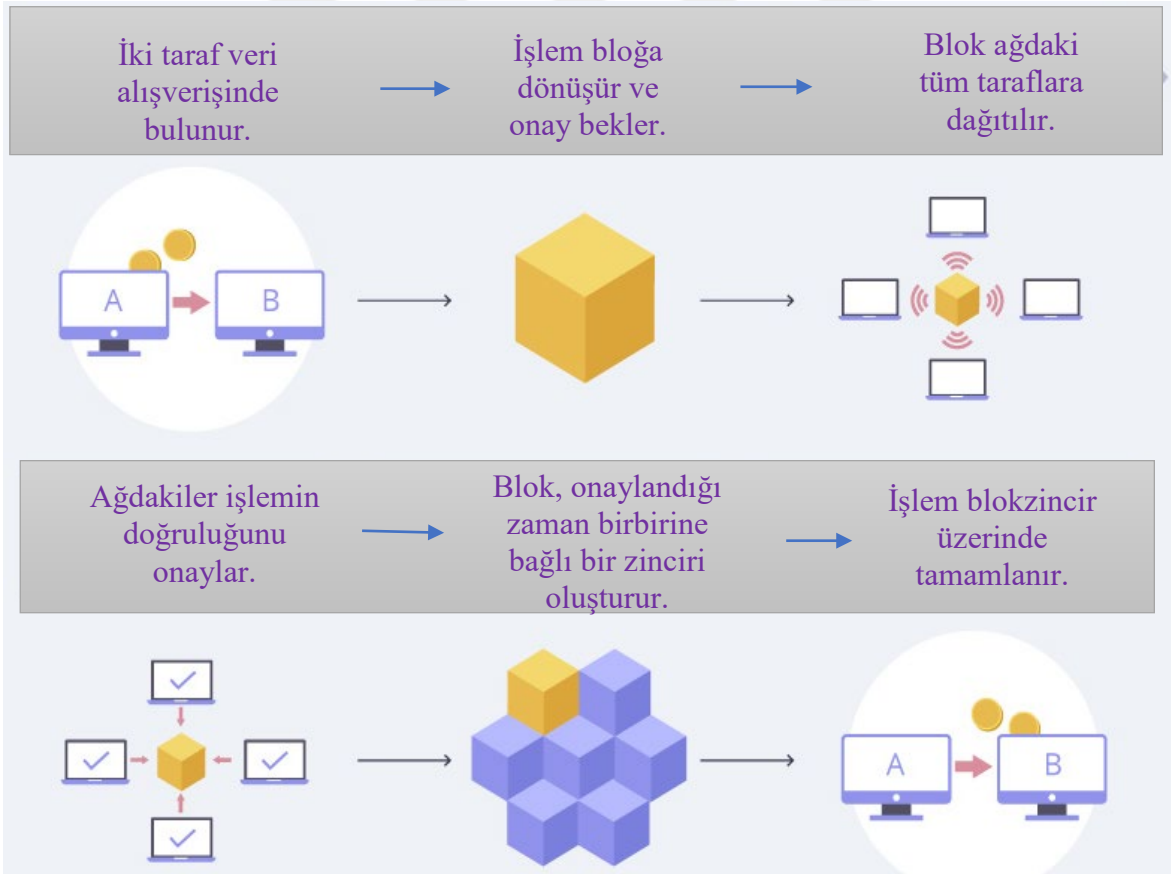 İki taraf veri
alışverişinde
bulunur.
İşlem bloğa
dönüşür ve
onay bekler.
Blok ağdaki
tüm taraflara
dağıtılır.
A
B
Ağdakiler işlemin
doğruluğunu
onaylar.
Blok, onaylandığı
zaman birbirine
bağlı bir zinciri
oluşturur.
İşlem blokzincir
üzerinde
tamamlanır.
A
B